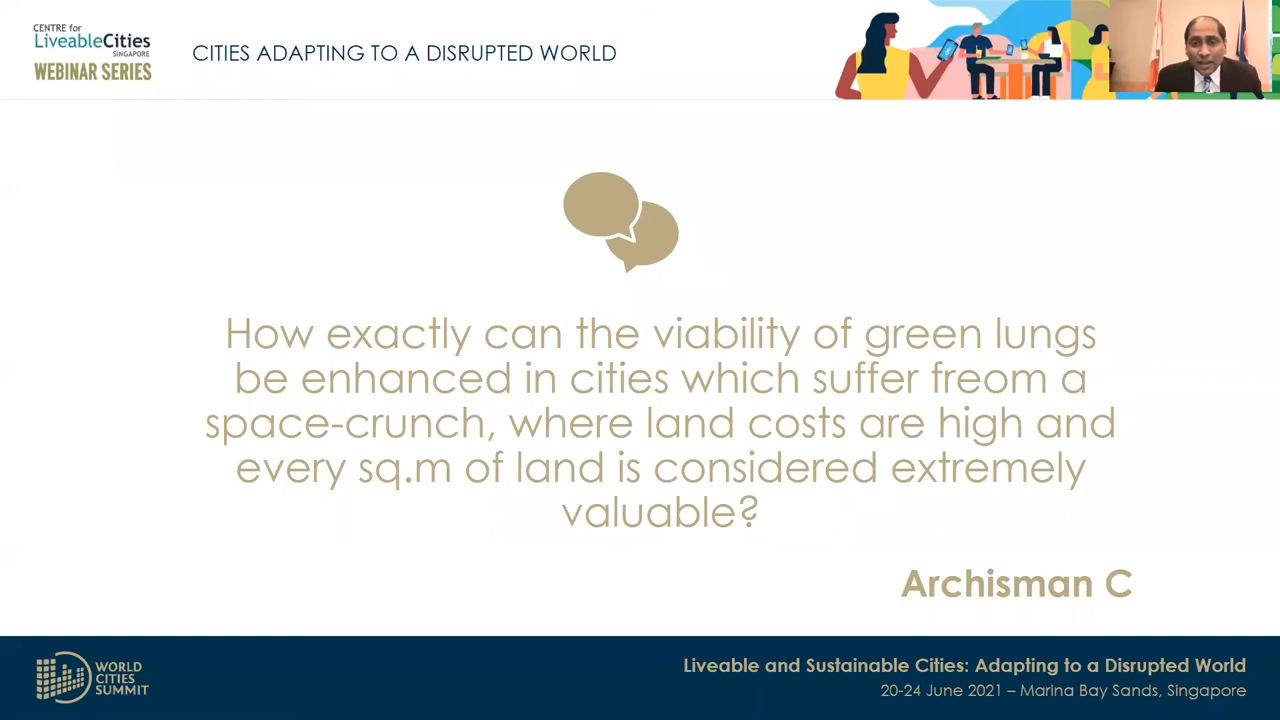 CENTRE for
LiveableCities
SINGAPORE
WEBINAR SERIES
CITIES ADAPTING TO A DISRUPTED WORLD
How exactly can the viability of green lungs
be enhanced in cities which suffer freom a
space-crunch, where land costs are high and
every sq.m of land is considered extremely
valuable?
Archisman C
WORLD
CITIES
SUMMIT
Liveable and Sustainable Cities: Adapting to a Disrupted World
20-24 June 2021 – Marina Bay Sands, Singapore